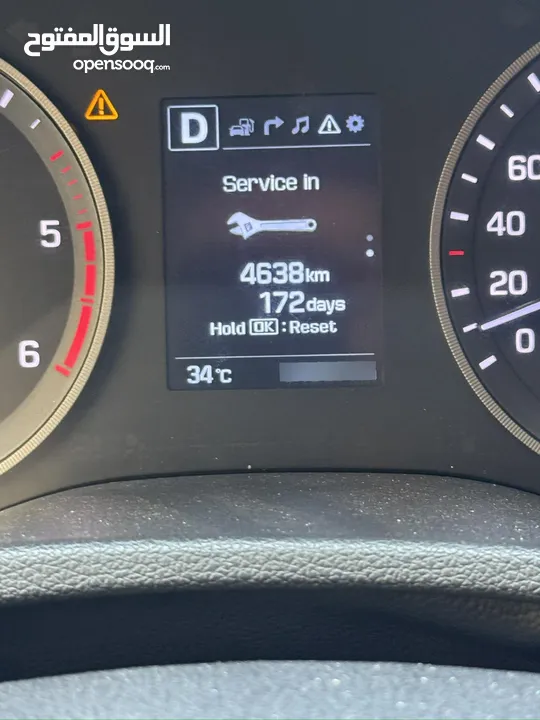 السوق المفتوح
opensooq.com
D
Service in
4638km
172days
Hold OK : Reset
34°C
5
6
60
40
20
0